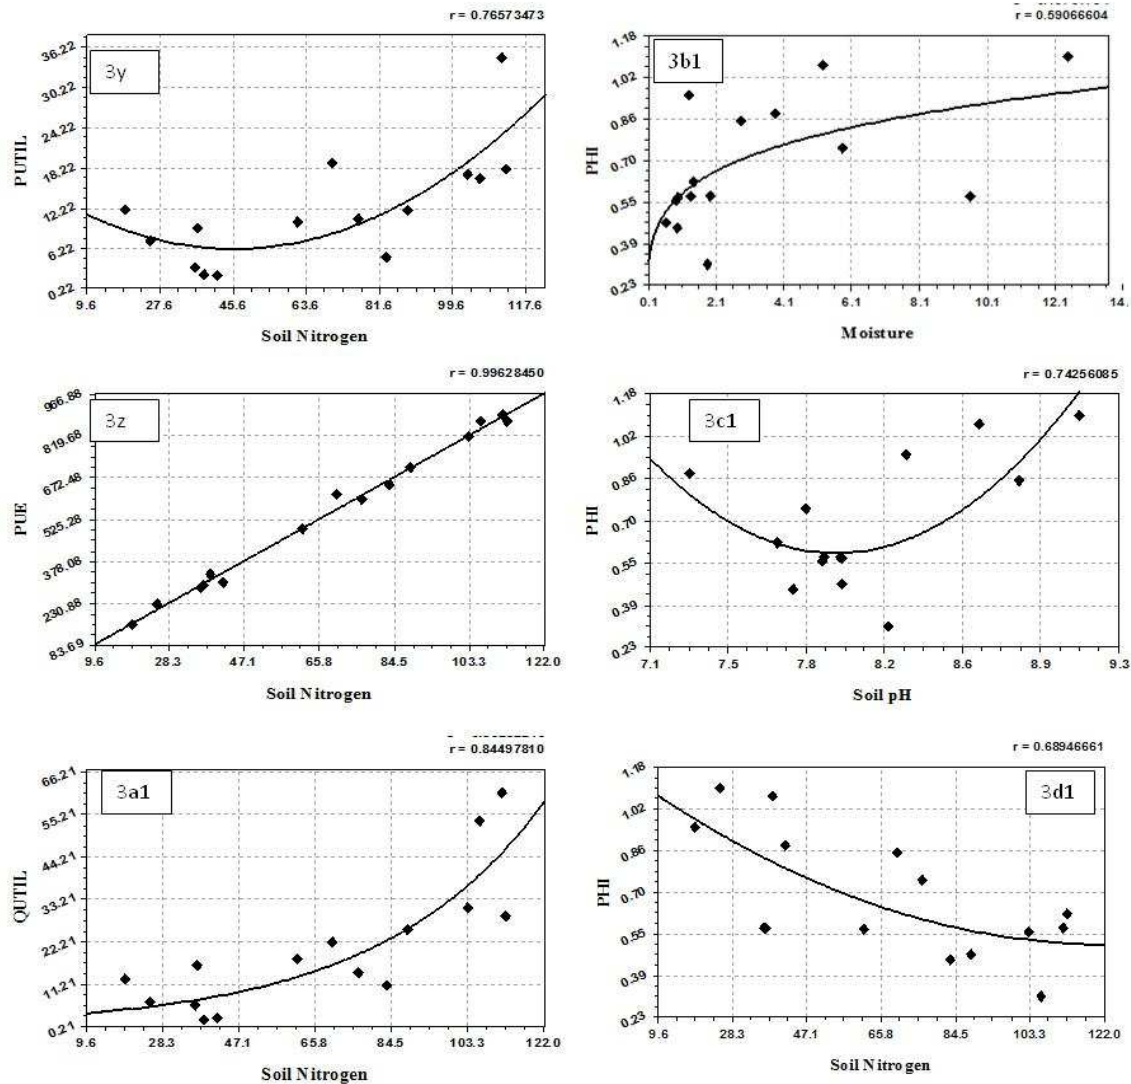 r = 0.76573473
3y
36.22
30.22
24.22
18.22
12.22
6.22
0.22
PUTIL
9.6 27.6 45.6 63.6 81.6 99.6 117.6
Soil Nitrogen
r = 0.59066604
3b1
1.18
1.02
0.86
0.70
0.55
0.39
0.23
PHI
0.1 2.1 4.1 6.1 8.1 10.1 12.1 14.
Moisture
r = 0.99628450
3z
966.88
819.68
672.48
525.28
378.08
230.88
83.69
PUE
9.6 28.3 47.1 65.8 84.5 103.3 122.0
Soil Nitrogen
r = 0.74256085
3c1
1.18
1.02
0.86
0.70
0.55
0.39
0.23
PHI
7.1 7.5 7.8 8.2 8.6 8.9 9.3
Soil pH
r = 0.84497810
3a1
66.21
55.21
44.21
33.21
22.21
11.21
0.21
QUTIL
9.6 28.3 47.1 65.8 84.5 103.3 122.0
Soil Nitrogen
r = 0.68946661
3d1
1.18
1.02
0.86
0.70
0.55
0.39
0.23
PHI
9.6 28.3 47.1 65.8 84.5 103.3 122.0
Soil Nitrogen